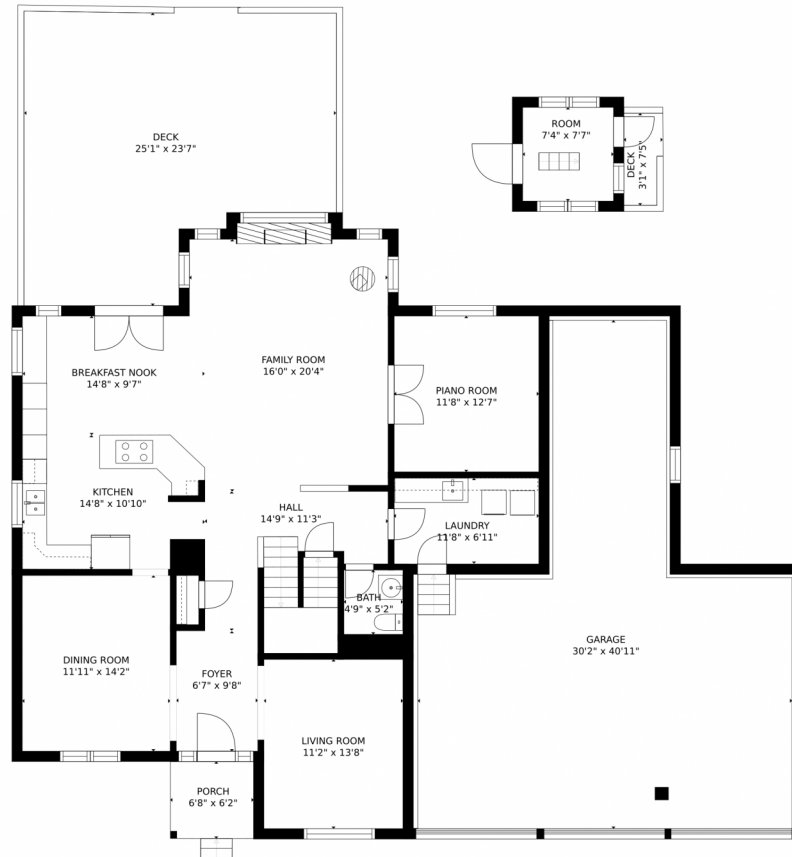 DECK
25'1" x 23'7"
ROOM
7'4" x 7'7"
DECK
3'1" x 7'5"
BREAKFAST NOOK
14'8" x 9'7"
FAMILY ROOM
16'0" x 20'4"
PIANO ROOM
11'8" x 12'7"
KITCHEN
14'8" x 10'10"
HALL
14'9" x 11'3"
LAUNDRY
11'8" x 6'11"
BATH
4'9" x 5'2"
DINING ROOM
11'11" x 14'2"
FOYER
6'7" x 9'8"
GARAGE
30'2" x 40'11"
LIVING ROOM
11'2" x 13'8"
PORCH
6'8" x 6'2"